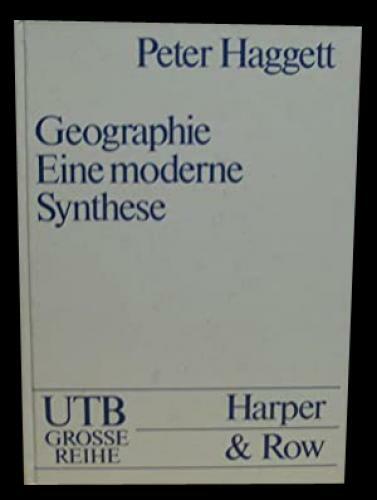 Peter Haggett
Geographie
Eine moderne
Synthese
UTB
GROSSE
REIHE
Harper
& Row